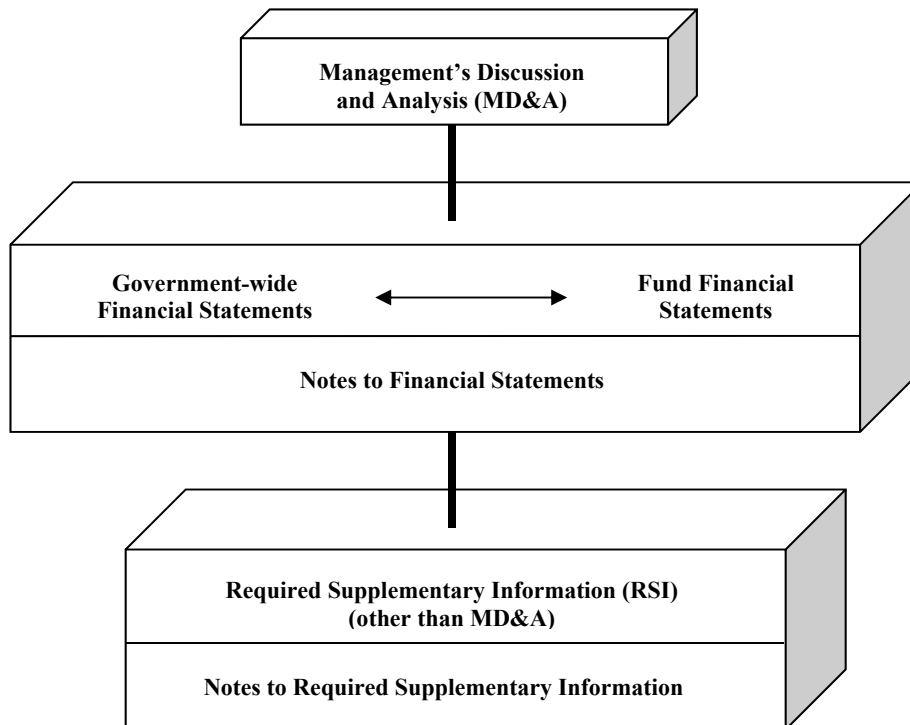 Management’s Discussion
and Analysis (MD&A)
Government-wide
Financial Statements
Fund Financial
Statements
Notes to Financial Statements
Required Supplementary Information (RSI)
(other than MD&A)
Notes to Required Supplementary Information